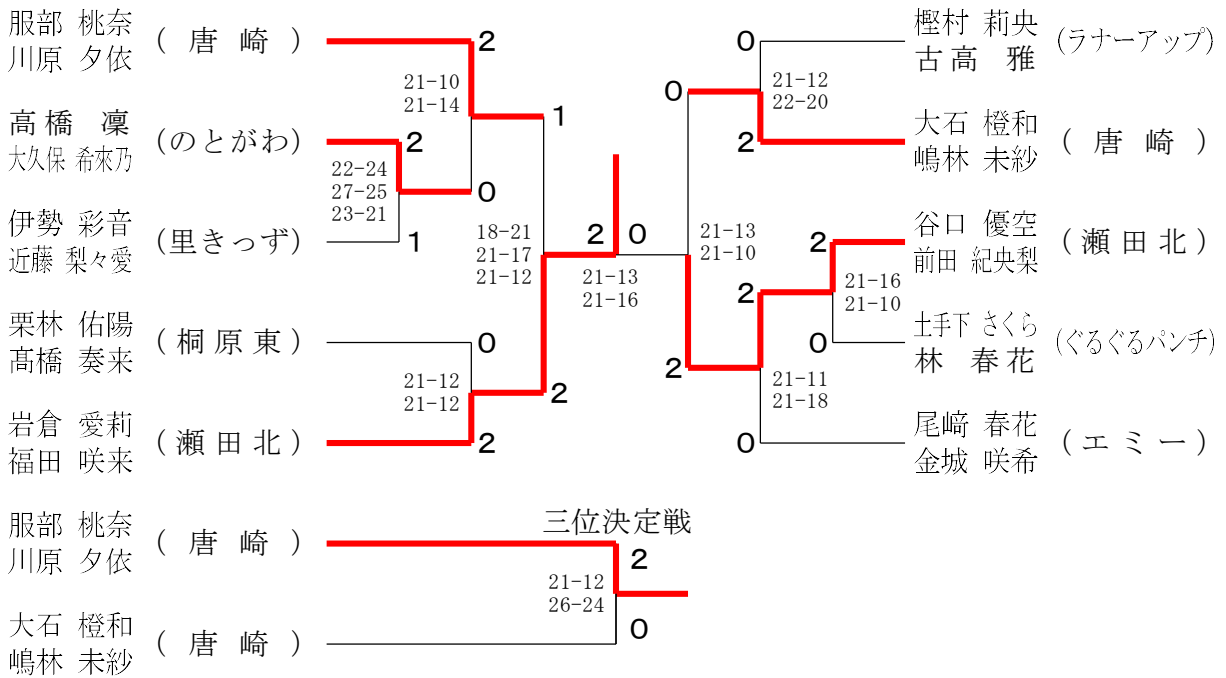 服部 桃奈
川原 夕依
( 唐 崎 )
2
21-10
21-14
1
高橋 凜
大久保 希來乃
(のとがわ)
2
22-24
27-25
23-21
0
伊勢 彩音
近藤 梨々愛
(里きっず)
1
18-21
21-17
21-12
栗林 佑陽
髙橋 奏来
( 桐 原 東 )
0
21-12
21-12
2
岩倉 愛莉
福田 咲来
( 瀬 田 北 )
2
2 0
21-13
21-16
樫村 莉央
古高 雅
(ラナーアップ)
0
21-12
22-20
0
大石 橙和
嶋林 未紗
( 唐 崎 )
2
21-13
21-10
谷口 優空
前田 紀央梨
( 瀬 田 北 )
2
21-16
21-10
2
土手下 さくら
林 春花
(ぐるぐるパンチ)
0
2
21-11
21-18
尾﨑 春花
金城 咲希
( エ ミ ー )
0
三位決定戦
服部 桃奈
川原 夕依
( 唐 崎 )
2
21-12
26-24
大石 橙和
嶋林 未紗
( 唐 崎 )
0